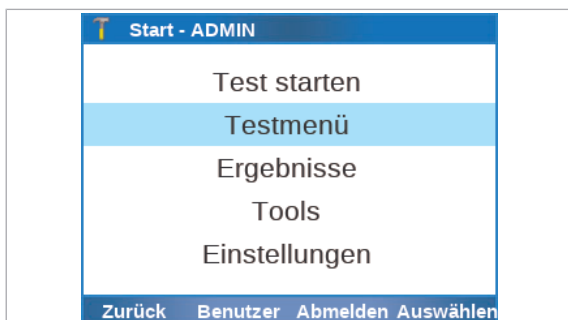 Start - ADMIN
Test starten
Testmenü
Ergebnisse
Tools
Einstellungen
Zurück Benutzer Abmelden Auswählen